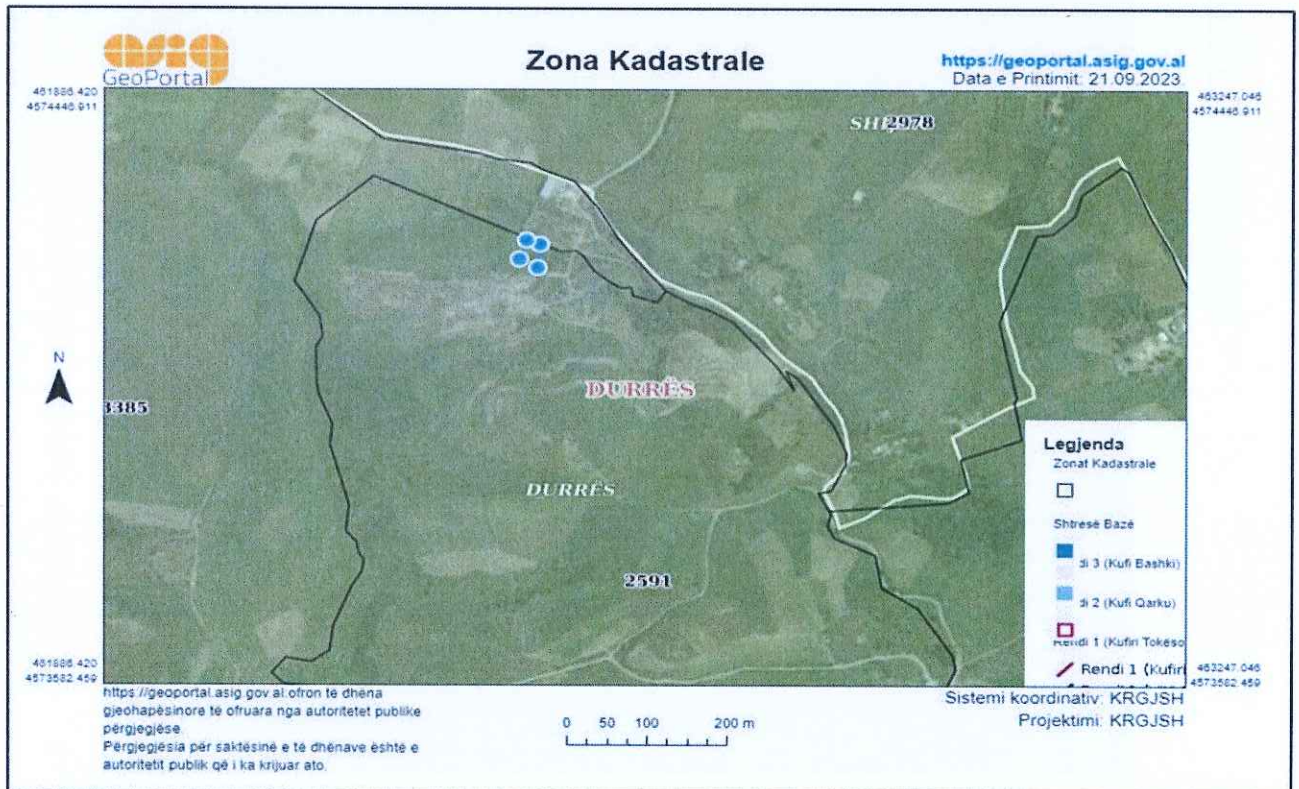 asig
GeoPortal
Zona Kadastrale
https://geoportal.asig.gov.al
Data e Printimit: 21.09.2023.
461886.420
4574446.911
463247.046
4574446.911
2978
N
3385
DURRËS
DURRËS
2591
Legjenda
Zonat Kadastrale
Shtresë Bazë
di 3 (Kufi Bashki)
di 2 (Kufi Qarku)
Rendi 1 (Kufiri Tokëso
Rendi 1 (Kufiri
461886.420
4573582.459
463247.046
4573582.459
https://geoportal.asig.gov.al ofron të dhëna
gjeohapësinore të ofruara nga autoritetet publike
përgjegjëse.
Përgjegjësia për saktësinë e të dhënave është e
autoritetit publik që i ka krijuar ato.
0 50 100 200 m
Sistemi koordinativ: KRGJSH
Projektimi: KRGJSH